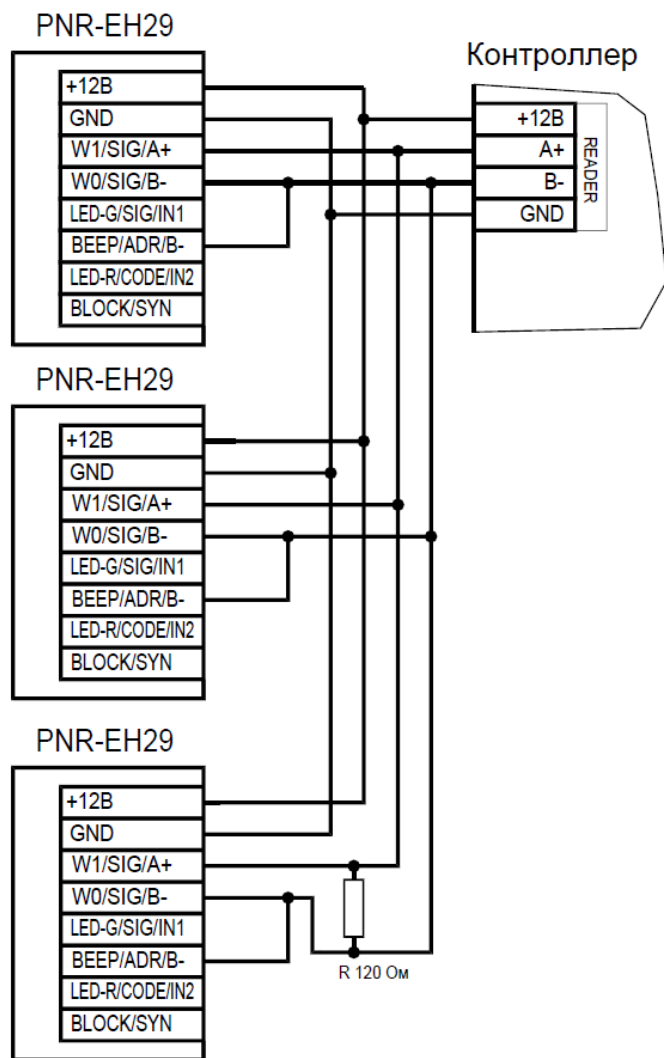 PNR-EH29
+12В
GND
W1/SIG/A+
W0/SIG/B-
LED-G/SIG/IN1
BEEP/ADR/B-
LED-R/CODE/IN2
BLOCK/SYN
Контроллер
+12В
A+
B-
GND
READER
PNR-EH29
+12В
GND
W1/SIG/A+
W0/SIG/B-
LED-G/SIG/IN1
BEEP/ADR/B-
LED-R/CODE/IN2
BLOCK/SYN
PNR-EH29
+12В
GND
W1/SIG/A+
W0/SIG/B-
LED-G/SIG/IN1
BEEP/ADR/B-
LED-R/CODE/IN2
BLOCK/SYN
R 120 Ом